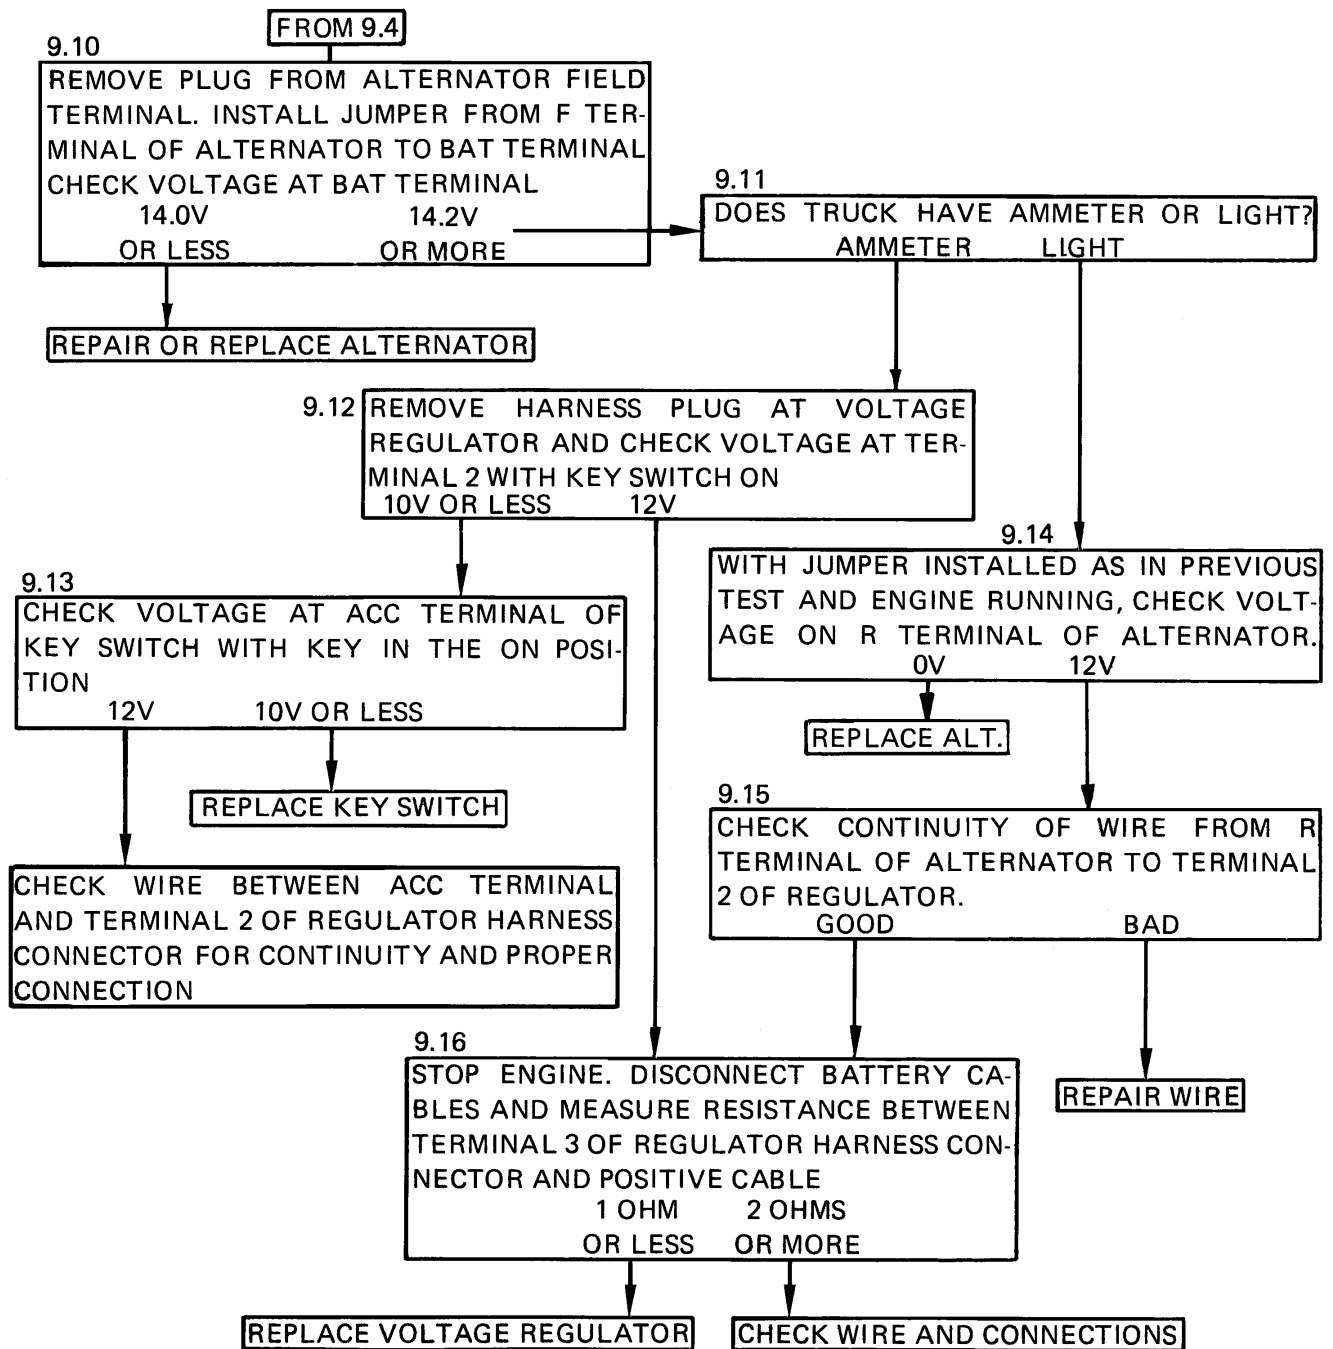 FROM 9.4
9.10
REMOVE PLUG FROM ALTERNATOR FIELD
TERMINAL. INSTALL JUMPER FROM F TER-
MINAL OF ALTERNATOR TO BAT TERMINAL
CHECK VOLTAGE AT BAT TERMINAL
14.0V 14.2V
OR LESS OR MORE
9.11
DOES TRUCK HAVE AMMETER OR LIGHT?
AMMETER LIGHT
REPAIR OR REPLACE ALTERNATOR
9.12
REMOVE HARNESS PLUG AT VOLTAGE
REGULATOR AND CHECK VOLTAGE AT TER-
MINAL 2 WITH KEY SWITCH ON
10V OR LESS 12V
9.13
CHECK VOLTAGE AT ACC TERMINAL OF
KEY SWITCH WITH KEY IN THE ON POSI-
TION
12V 10V OR LESS
9.14
WITH JUMPER INSTALLED AS IN PREVIOUS
TEST AND ENGINE RUNNING, CHECK VOLT-
AGE ON R TERMINAL OF ALTERNATOR.
0V 12V
REPLACE ALT.
REPLACE KEY SWITCH
9.15
CHECK CONTINUITY OF WIRE FROM R
TERMINAL OF ALTERNATOR TO TERMINAL
2 OF REGULATOR.
GOOD BAD
CHECK WIRE BETWEEN ACC TERMINAL
AND TERMINAL 2 OF REGULATOR HARNESS
CONNECTOR FOR CONTINUITY AND PROPER
CONNECTION
9.16
STOP ENGINE. DISCONNECT BATTERY CA-
BLES AND MEASURE RESISTANCE BETWEEN
TERMINAL 3 OF REGULATOR HARNESS CON-
NECTOR AND POSITIVE CABLE
1 OHM 2 OHMS
OR LESS OR MORE
REPAIR WIRE
REPLACE VOLTAGE REGULATOR
CHECK WIRE AND CONNECTIONS